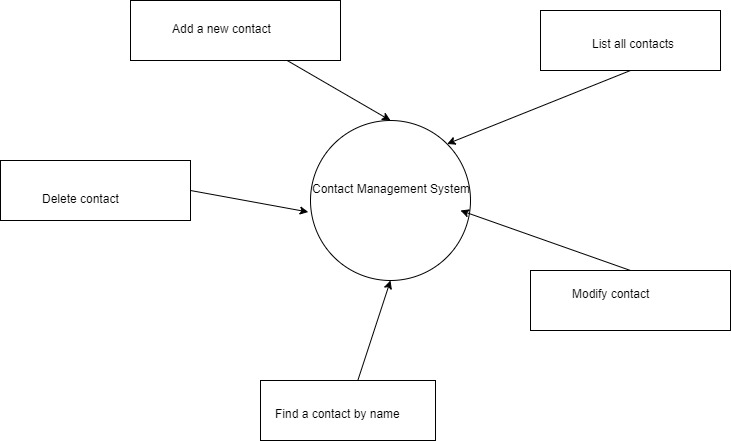 Add a new contact
List all contacts
Contact Management System
Delete contact
Modify contact
Find a contact by name